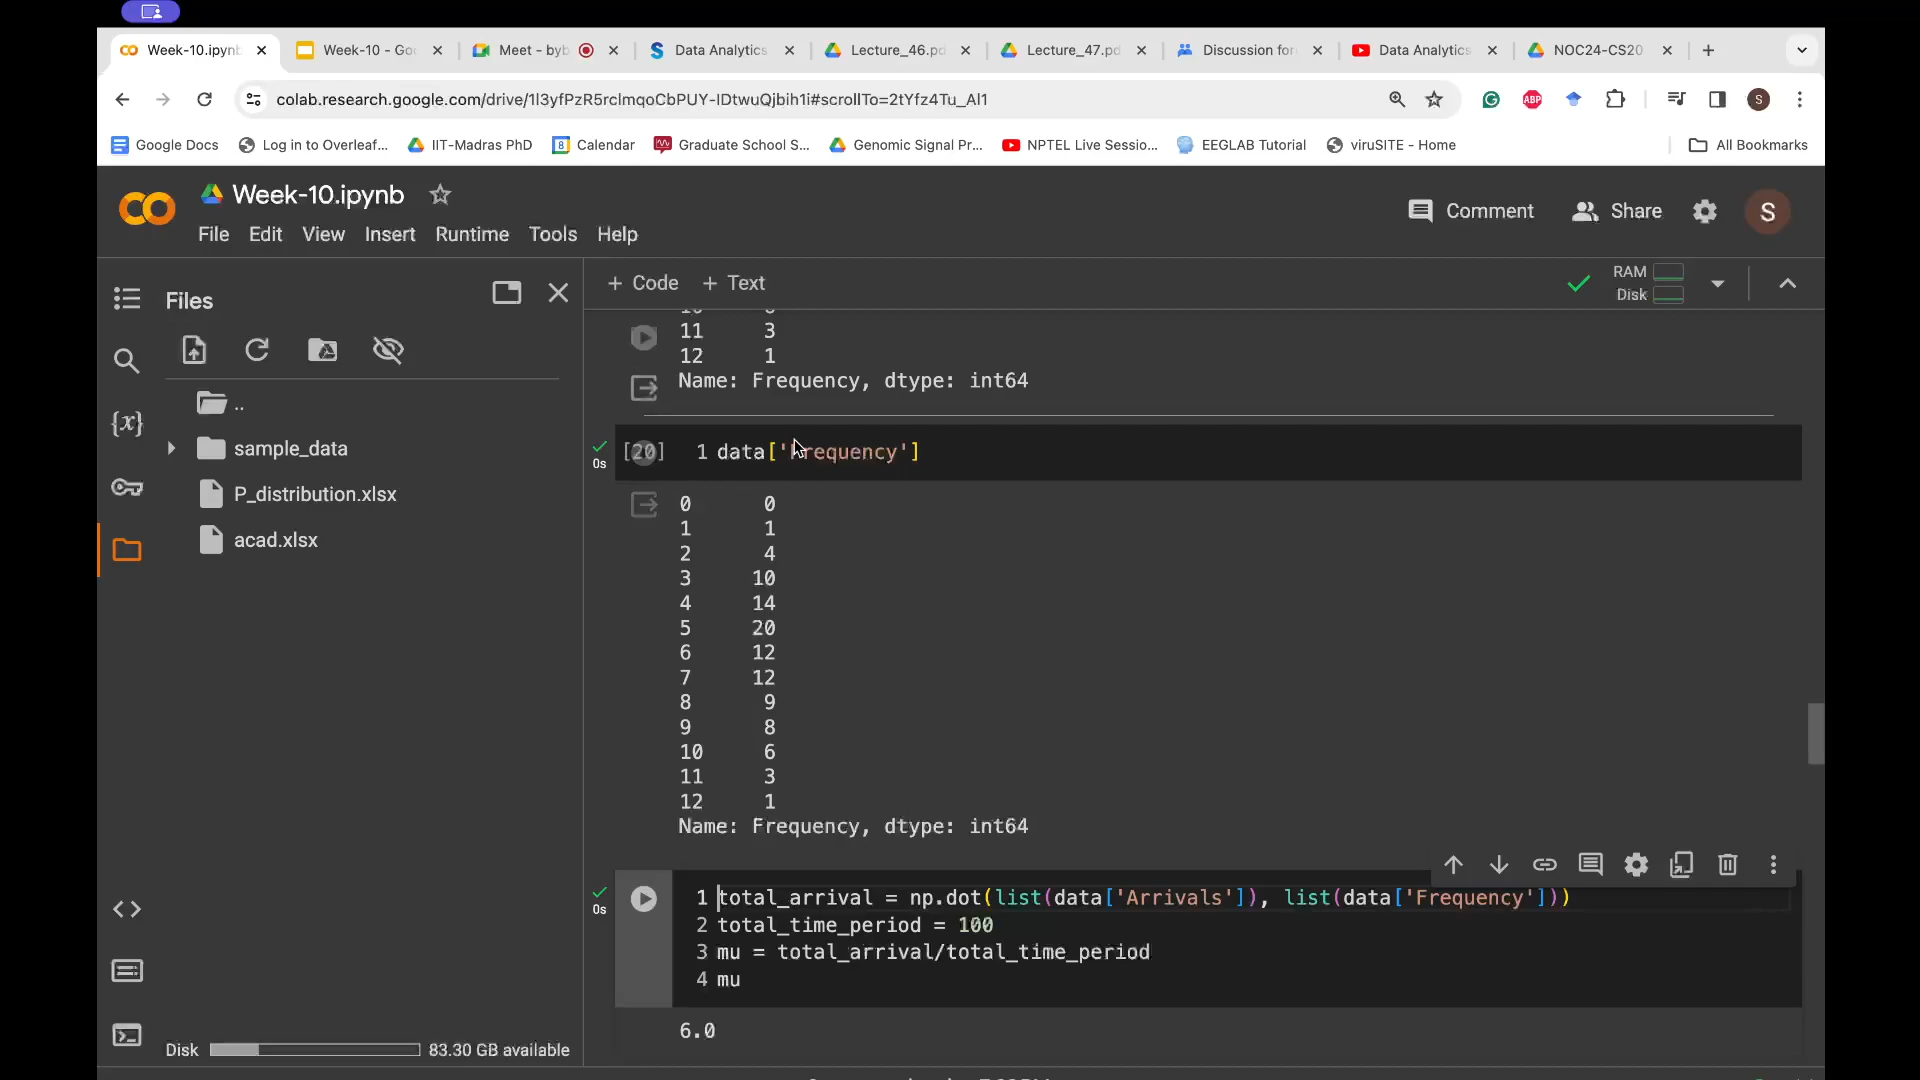 Week-10.ipynb
Week-10 - Goo
Meet - byb
Data Analytics
Lecture_46.pd
Lecture_47.pd
Discussion for
Data Analytics
NOC24-CS20
colab.research.google.com/drive/1l3yfPzR5rclmqoCbPUY-IDtwuQjbih1i#scrollTo=2tYfz4Tu_Al1
ABP
S
Google Docs
Log in to Overleaf...
IIT-Madras PhD
8 Calendar
Graduate School S...
Genomic Signal Pr...
NPTEL Live Sessio...
EEGLAB Tutorial
viruSITE - Home
All Bookmarks
Week-10.ipynb
Comment
Share
S
File Edit View Insert Runtime Tools Help
Files
+ Code + Text
RAM
Disk
..
sample_data
P_distribution.xlsx
acad.xlsx
{x}
11 3
12 1
Name: Frequency, dtype: int64
0s
[20] 1 data['Frequency']
0 0
1 1
2 4
3 10
4 14
5 20
6 12
7 12
8 9
9 8
10 6
11 3
12 1
Name: Frequency, dtype: int64
0s
1 total_arrival = np.dot(list(data['Arrivals']), list(data['Frequency']))
2 total_time_period = 100
3 mu = total_arrival/total_time_period
4 mu
6.0
Disk 83.30 GB available